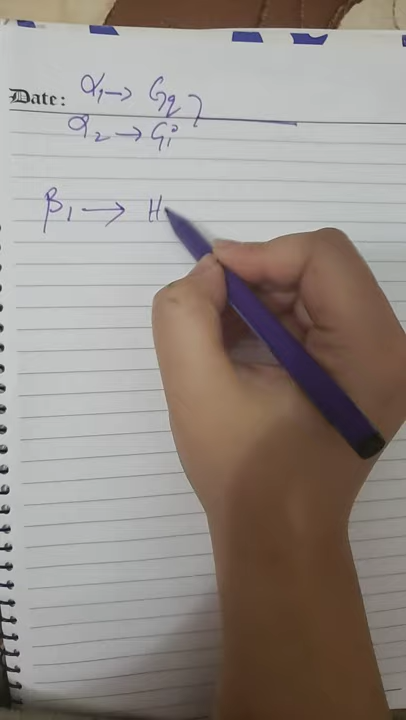 Date: α₁→ Gq
α₂ → Gi
β₁ → H